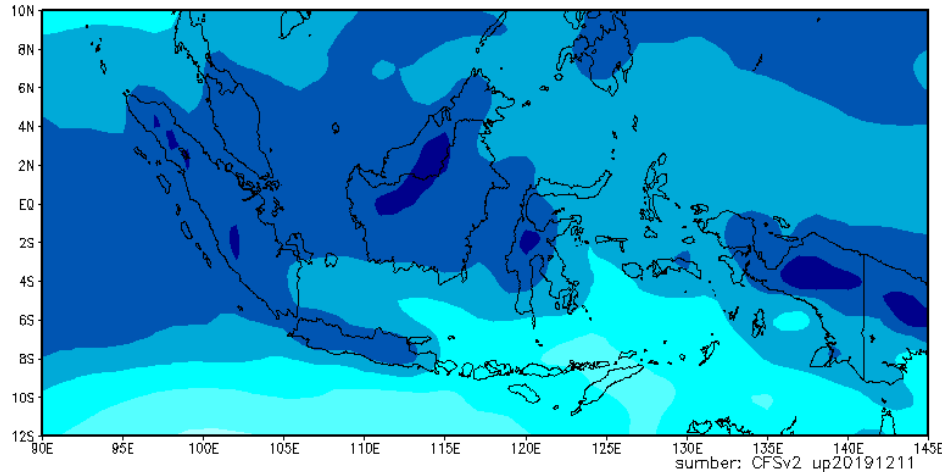 10N
8N
6N
4N
2N
EQ
2S
4S
6S
8S
10S
12S
90E 95E 100E 105E 110E 115E 120E 125E 130E 135E 140E 145E
sumber: CFSv2 up20191211